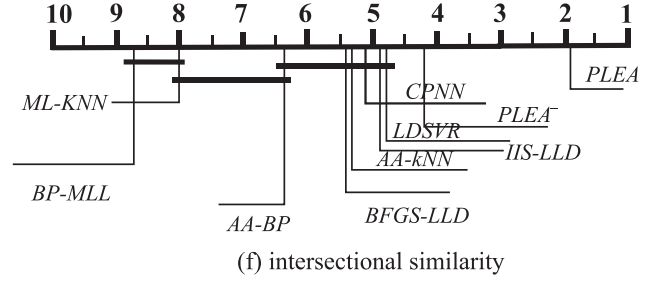 10 9 8 7 6 5 4 3 2 1
PLEA
CPNN
ML-KNN
PLEA⁻
LDSVR
IIS-LLD
AA-kNN
BP-MLL
BFGS-LLD
AA-BP
(f) intersectional similarity